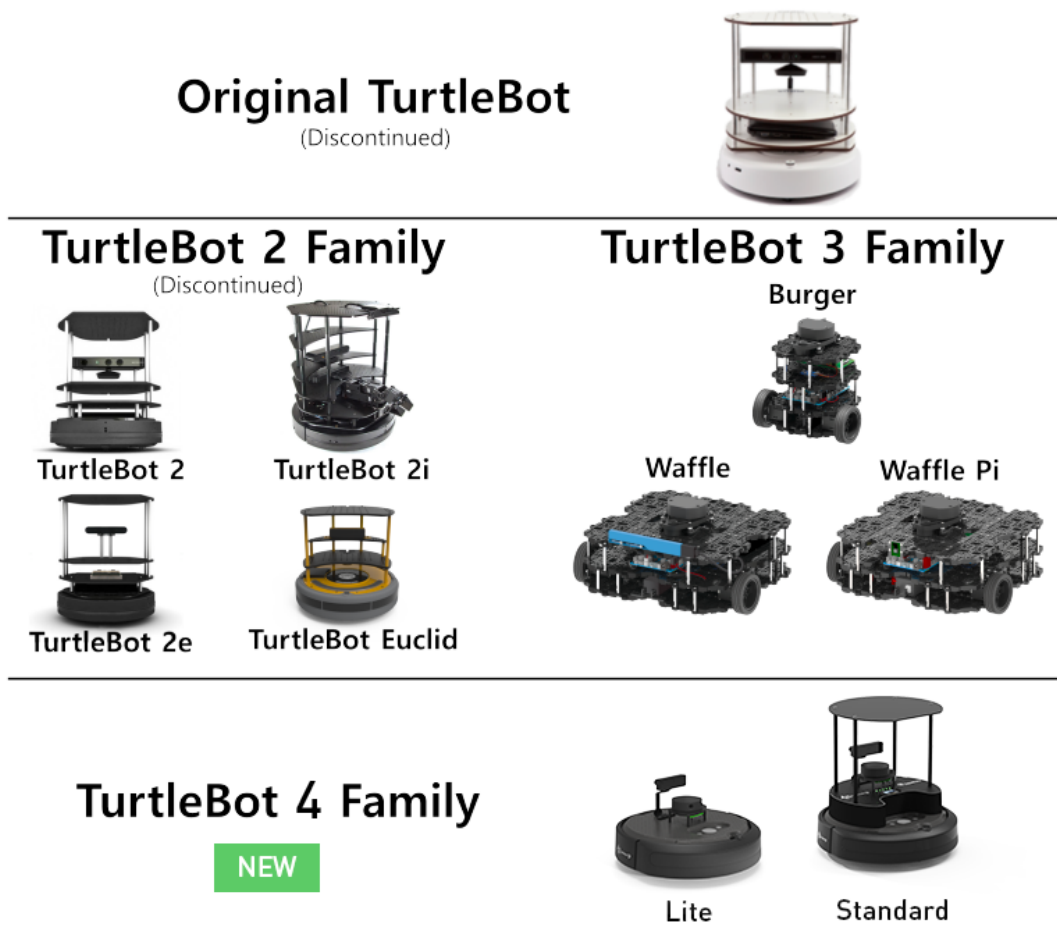 Original TurtleBot
(Discontinued)
TurtleBot 2 Family
(Discontinued)
TurtleBot 2
TurtleBot 2i
TurtleBot 2e
TurtleBot Euclid
TurtleBot 3 Family
Burger
Waffle
Waffle Pi
TurtleBot 4 Family
NEW
Lite
Standard